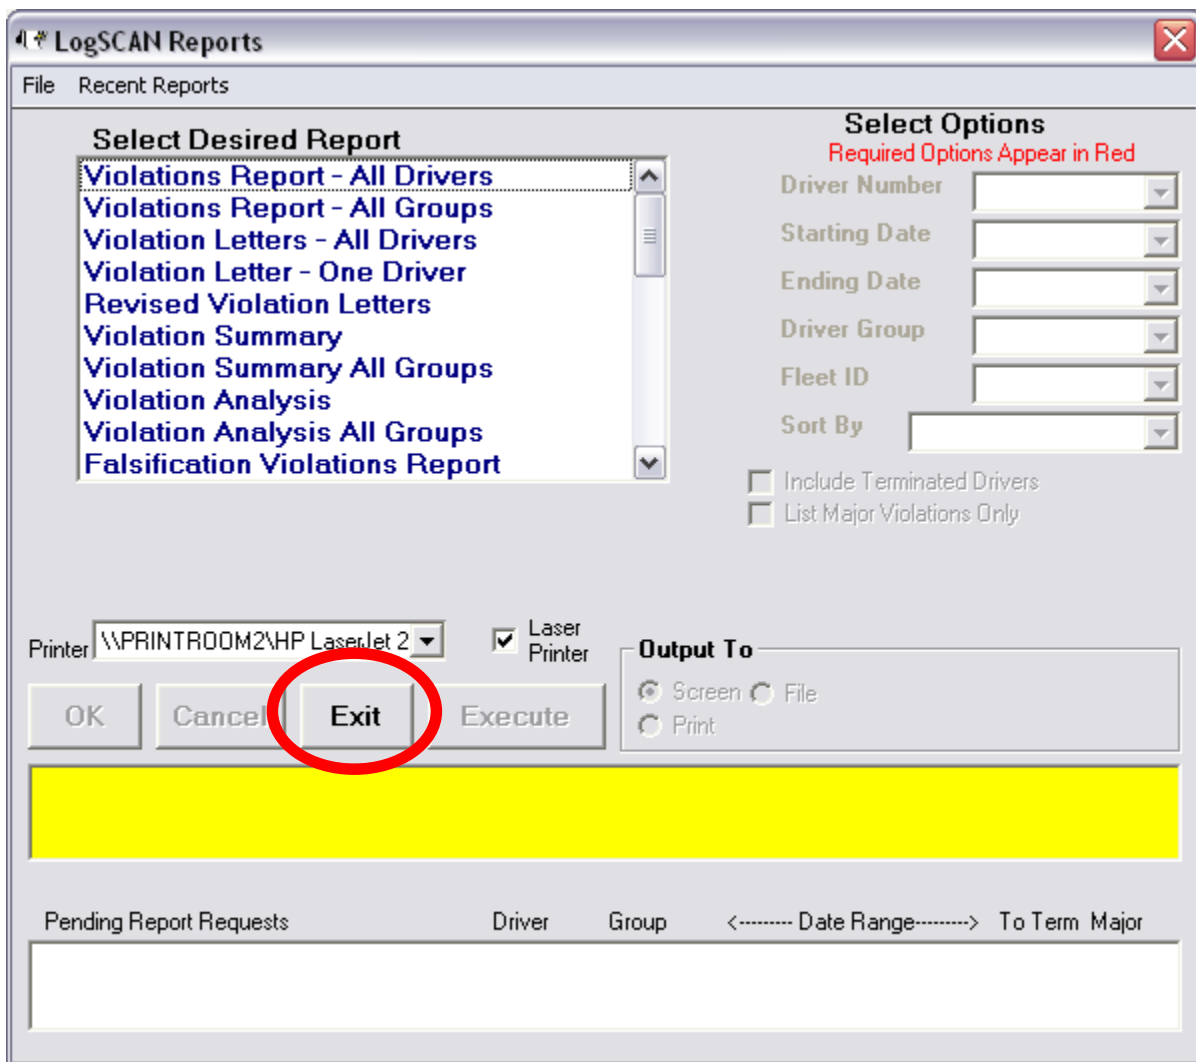 LogSCAN Reports
File Recent Reports
Select Desired Report
Violations Report - All Drivers
Violations Report - All Groups
Violation Letters - All Drivers
Violation Letter - One Driver
Revised Violation Letters
Violation Summary
Violation Summary All Groups
Violation Analysis
Violation Analysis All Groups
Falsification Violations Report
Select Options
Required Options Appear in Red
Driver Number
Starting Date
Ending Date
Driver Group
Fleet ID
Sort By
Include Terminated Drivers
List Major Violations Only
Printer \\PRINTROOM2\HP LaserJet 2
Laser
Printer
Output To
Screen File
Print
OK Cancel Exit Execute
Pending Report Requests Driver Group <--------- Date Range---------> To Term Major